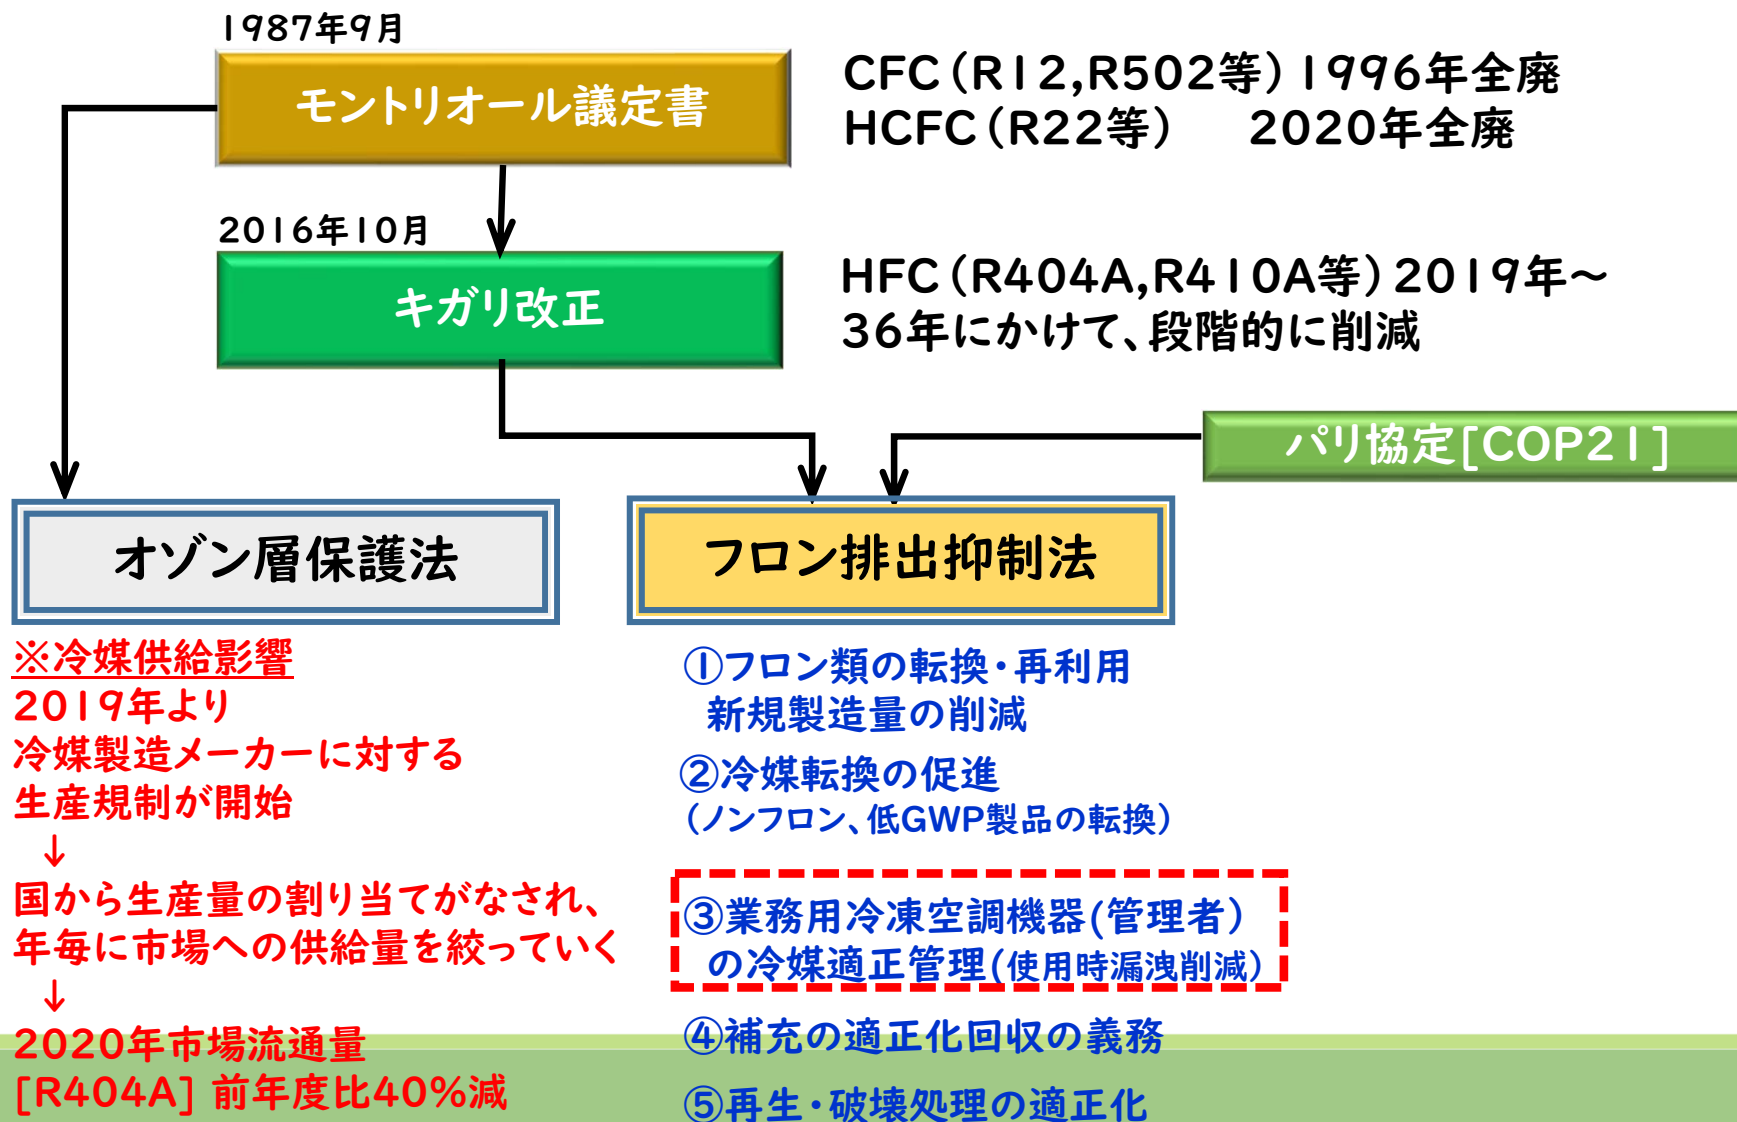 1987年9月
モントリオール議定書
CFC(R12,R502等)1996年全廃
HCFC(R22等)　2020年全廃
2016年10月
キガリ改正
HFC(R404A,R410A等)2019年～
36年にかけて、段階的に削減
パリ協定[COP21]
オゾン層保護法
※冷媒供給影響
2019年より
冷媒製造メーカーに対する
生産規制が開始
↓
国から生産量の割り当てがなされ、
年毎に市場への供給量を絞っていく
↓
2020年市場流通量
[R404A] 前年度比40%減
フロン排出抑制法
①フロン類の転換・再利用
新規製造量の削減
②冷媒転換の促進
(ノンフロン、低GWP製品の転換)
③業務用冷凍空調機器(管理者)
の冷媒適正管理(使用時漏洩削減)
④補充の適正化回収の義務
⑤再生・破壊処理の適正化